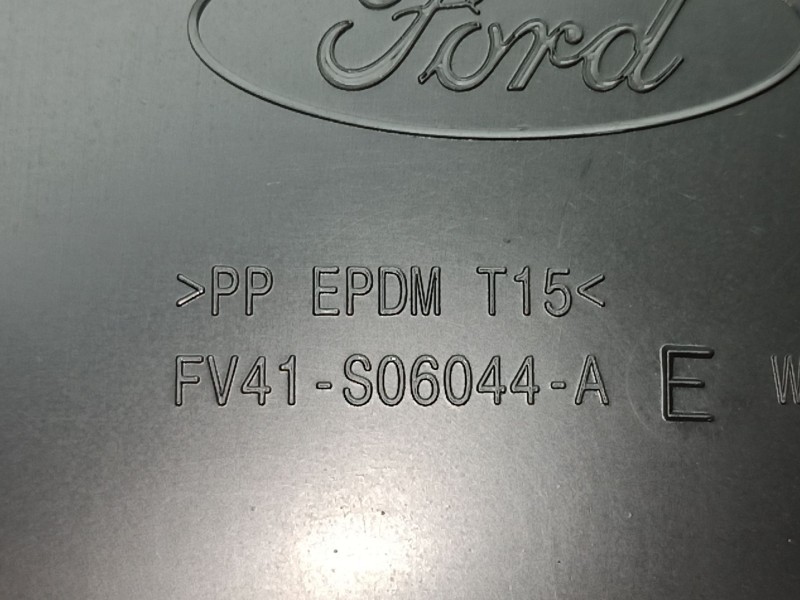 Ford
>PP EPDM T15<
FV41-S06044-A E W